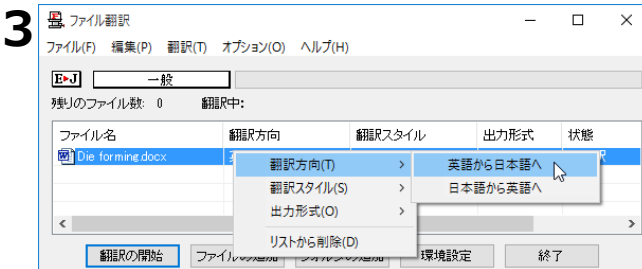 3
ファイル翻訳
ファイル(F) 編集(P) 翻訳(T) オプション(O) ヘルプ(H)
E▸J 一般
残りのファイル数: 0 翻訳中:
ファイル名 翻訳方向 翻訳スタイル 出力形式 状態
Die forming.docx
翻訳方向(T) > 英語から日本語へ
翻訳スタイル(S) > 日本語から英語へ
出力形式(O) >
リストから削除(D)
翻訳の開始 環境設定 終了